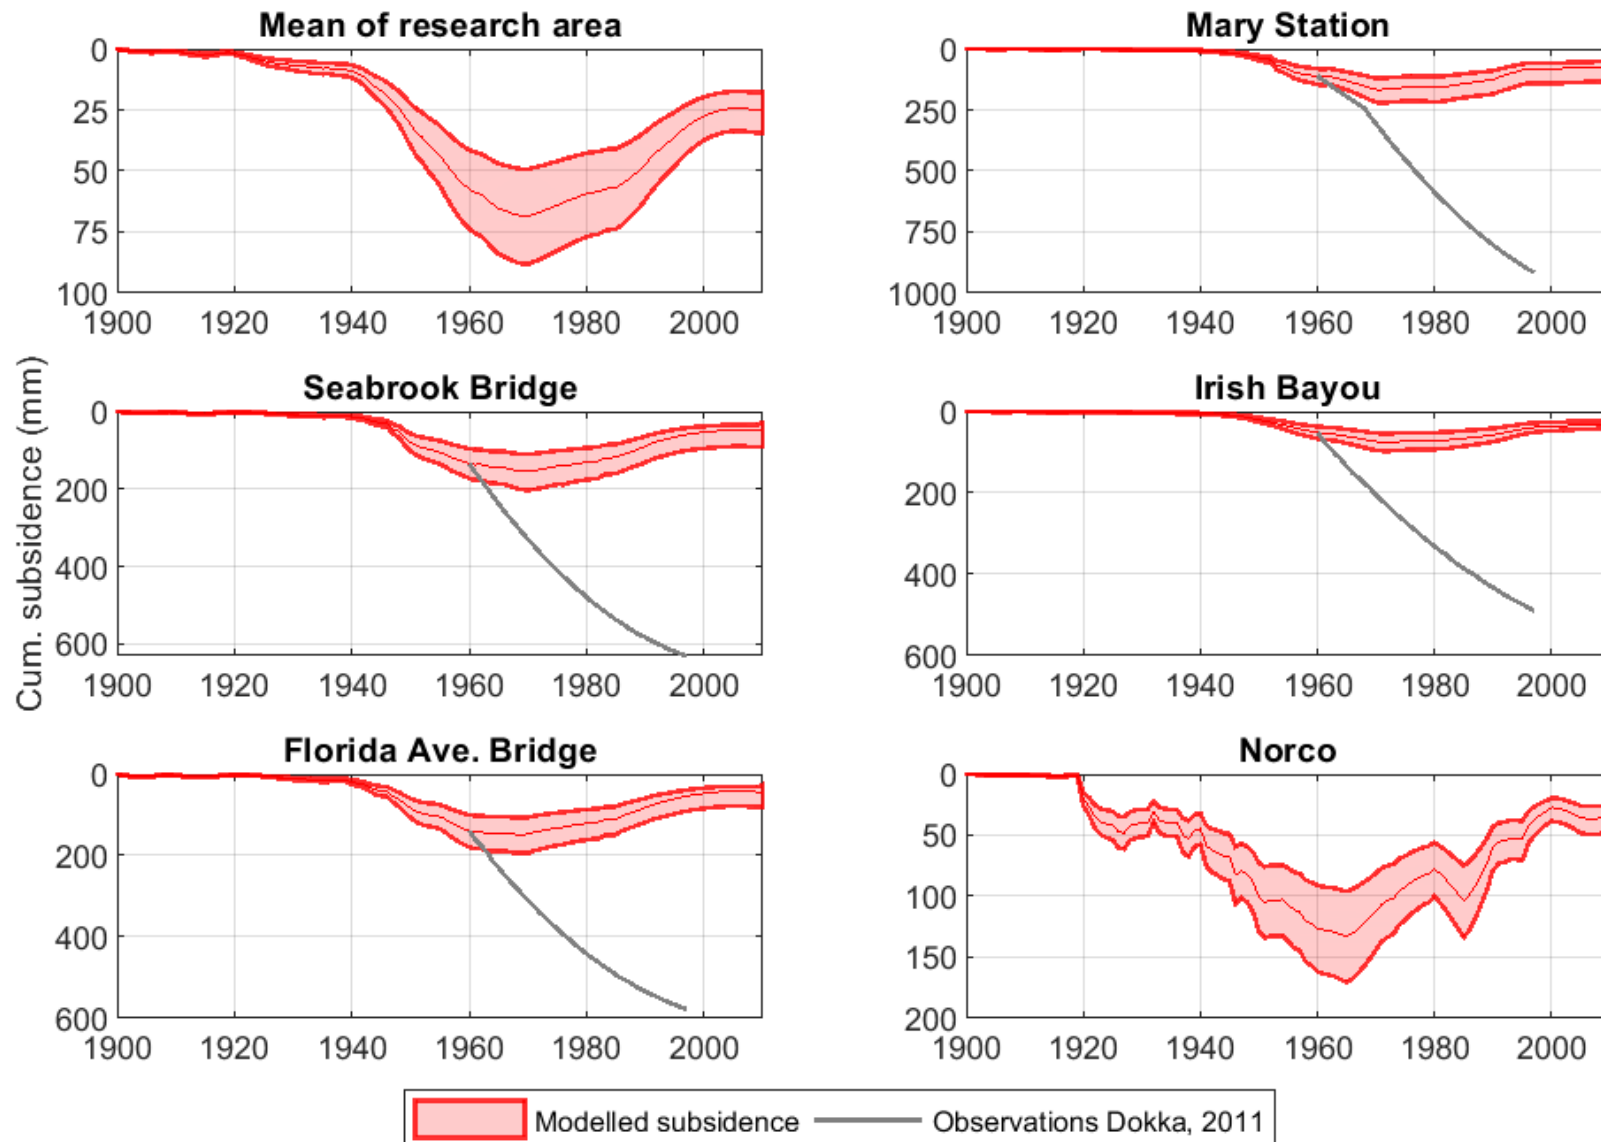 Mean of research area
0
25
50
75
100
1900 1920 1940 1960 1980 2000
Mary Station
0
250
500
750
1000
1900 1920 1940 1960 1980 2000
Cum. subsidence (mm)
Seabrook Bridge
0
200
400
600
1900 1920 1940 1960 1980 2000
Irish Bayou
0
200
400
600
1900 1920 1940 1960 1980 2000
Florida Ave. Bridge
0
200
400
600
1900 1920 1940 1960 1980 2000
Norco
0
50
100
150
200
1900 1920 1940 1960 1980 2000
Modelled subsidence Observations Dokka, 2011